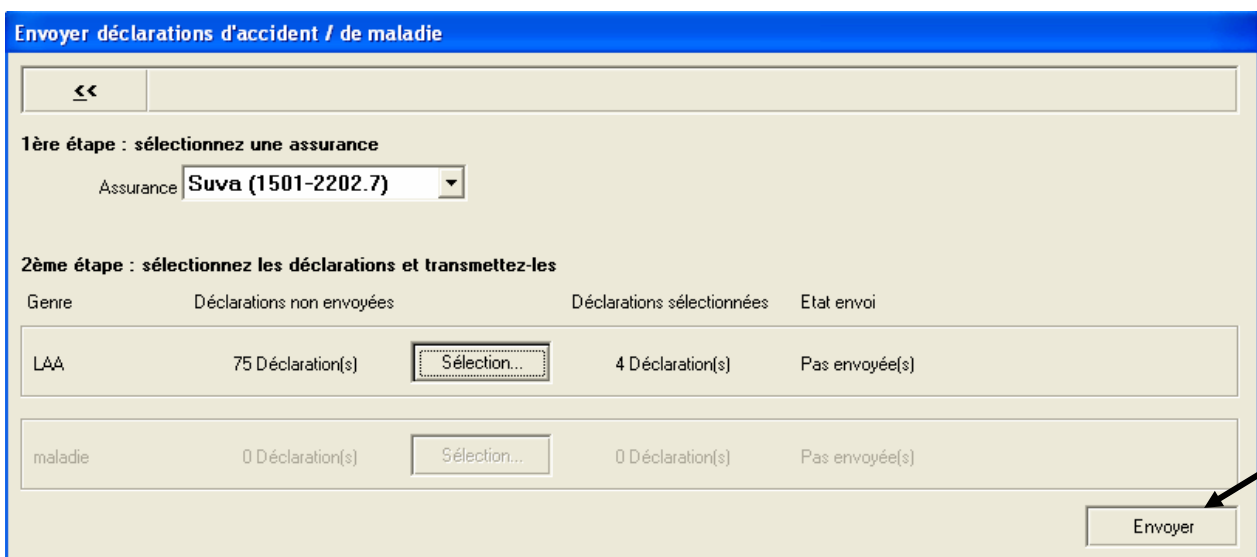 Envoyer déclarations d'accident / de maladie
<<
1ère étape : sélectionnez une assurance
Assurance Suva (1501-2202.7)
2ème étape : sélectionnez les déclarations et transmettez-les
Genre Déclarations non envoyées Déclarations sélectionnées Etat envoi
LAA 75 Déclaration(s) Sélection... 4 Déclaration(s) Pas envoyée(s)
maladie 0 Déclaration(s) Sélection... 0 Déclaration(s) Pas envoyée(s)
Envoyer